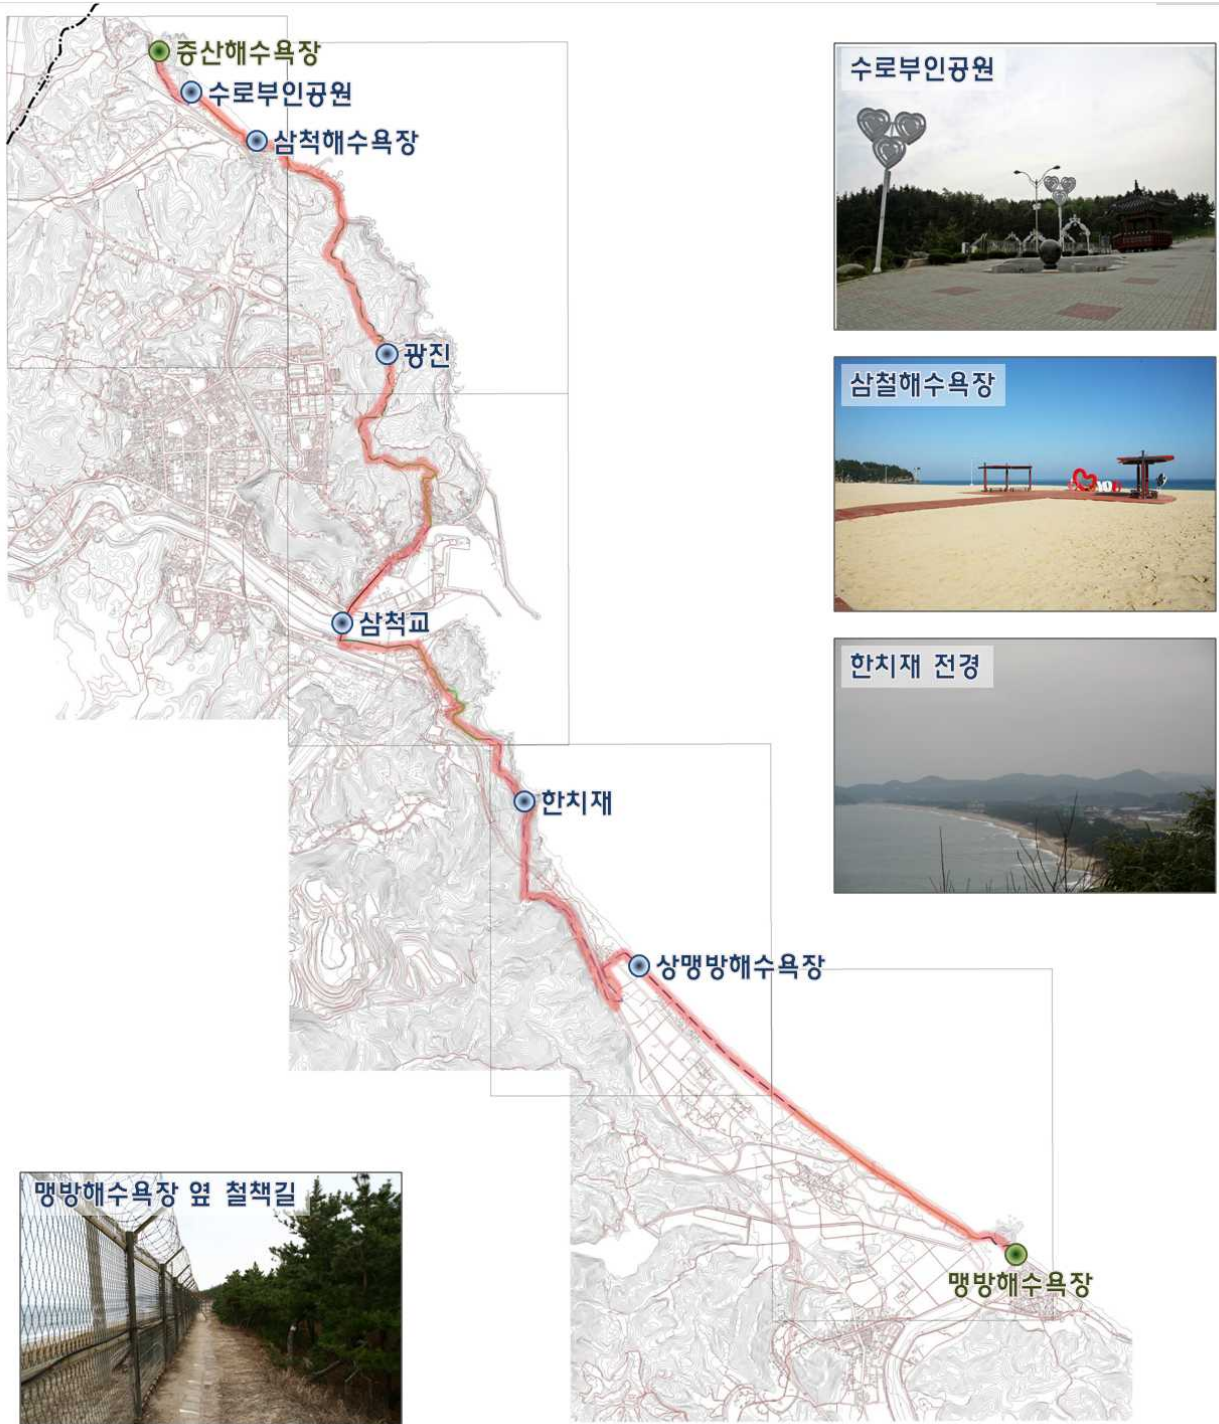 증산해수욕장
수로부인공원
삼척해수욕장
광진
삼척교
한치재
상맹방해수욕장
맹방해수욕장
수로부인공원
삼철해수욕장
한치재 전경
맹방해수욕장 옆 철책길